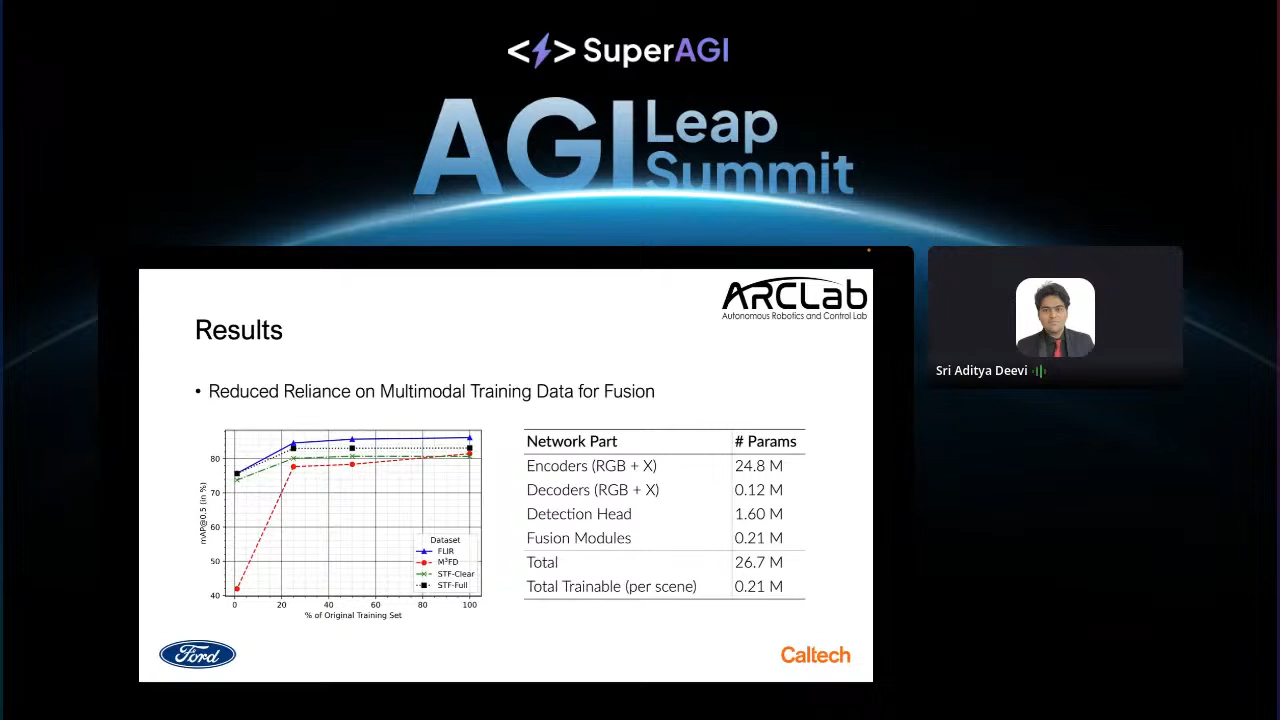 </> SuperAGI
AGI Leap Summit
ARCLab
Autonomous Robotics and Control Lab
Results
• Reduced Reliance on Multimodal Training Data for Fusion
mAP@0.5 (in %)
80
70
60
50
40
0 20 40 60 80 100
% of Original Training Set
Dataset
FLIR
M³FD
STF-Clear
STF-Full
Network Part # Params
Encoders (RGB + X) 24.8 M
Decoders (RGB + X) 0.12 M
Detection Head 1.60 M
Fusion Modules 0.21 M
Total 26.7 M
Total Trainable (per scene) 0.21 M
Ford
Caltech
Sri Aditya Deevi